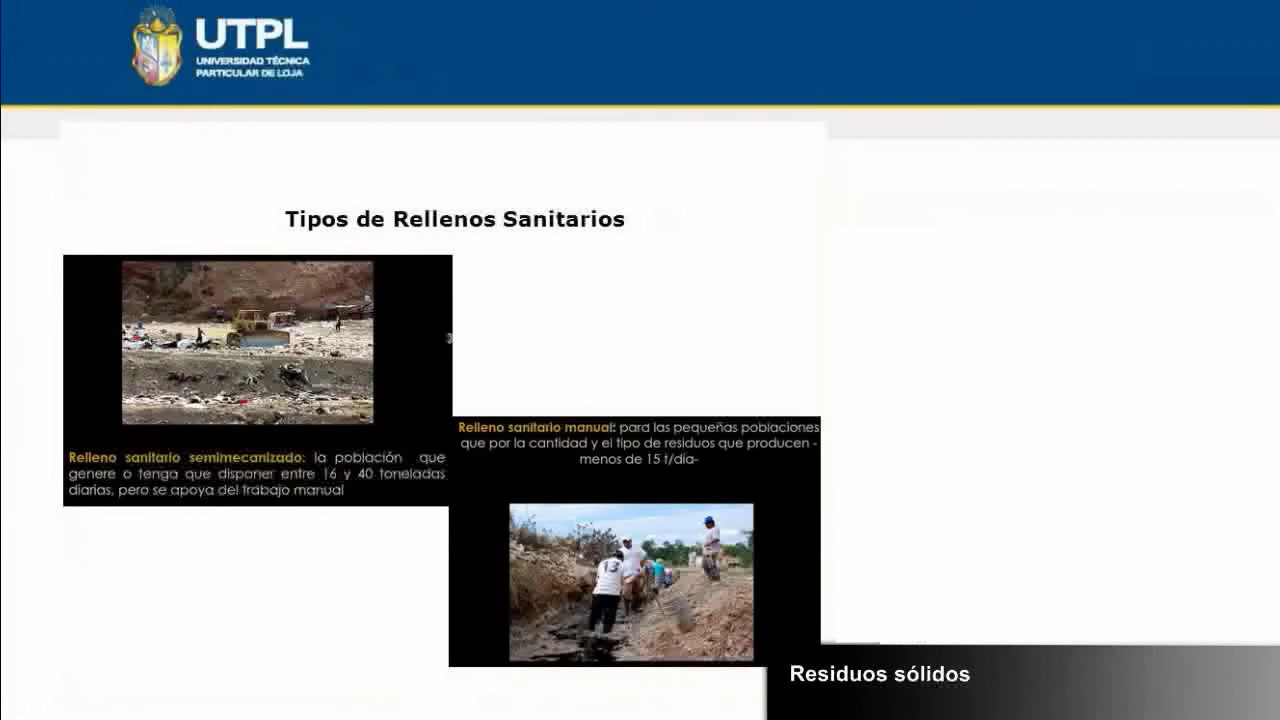 UTPL
UNIVERSIDAD TÉCNICA
PARTICULAR DE LOJA
Tipos de Rellenos Sanitarios
Relleno sanitario semimecanizado: la población que
genere o tenga que disponer entre 16 y 40 toneladas
diarias, pero se apoya del trabajo manual
Relleno sanitario manual: para las pequeñas poblaciones
que por la cantidad y el tipo de residuos que producen -
menos de 15 t/día-
13
Residuos sólidos